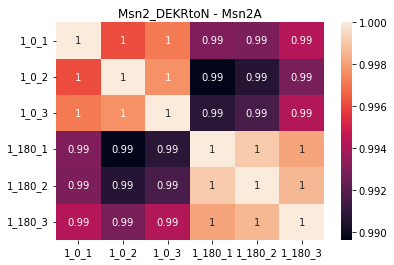 Msn2_DEKRtoN - Msn2A
1_0_1 1 1 1 0.99 0.99 0.99
1_0_2 1 1 1 0.99 0.99 0.99
1_0_3 1 1 1 0.99 0.99 0.99
1_180_1 0.99 0.99 0.99 1 1 1
1_180_2 0.99 0.99 0.99 1 1 1
1_180_3 0.99 0.99 0.99 1 1 1
1_0_1 1_0_2 1_0_3 1_180_1 1_180_2 1_180_3
1.000
0.998
0.996
0.994
0.992
0.990